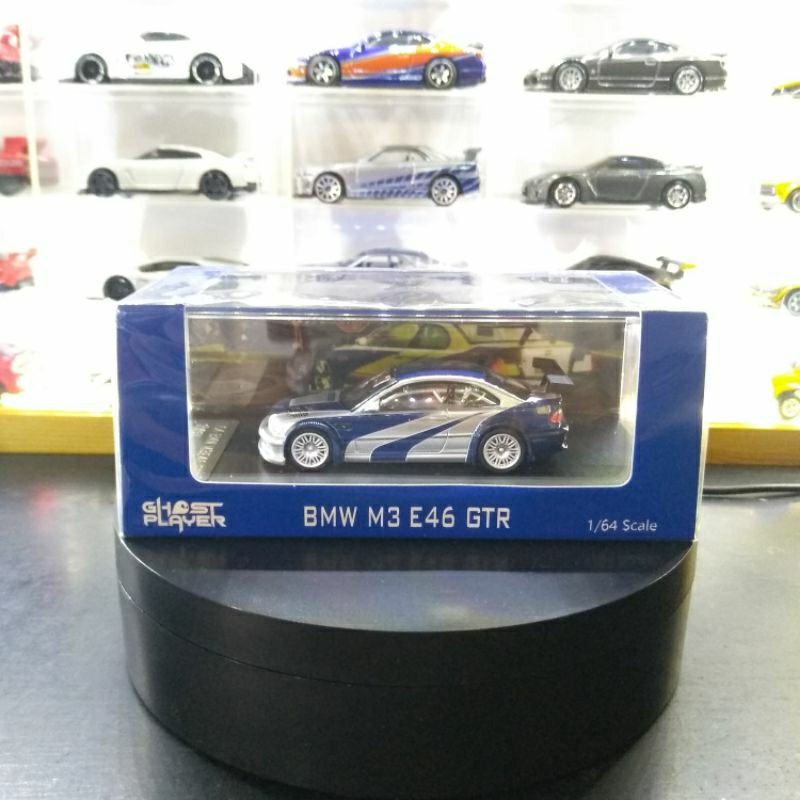 GHOST
PLAYER
BMW M3 E46 GTR
1/64 Scale